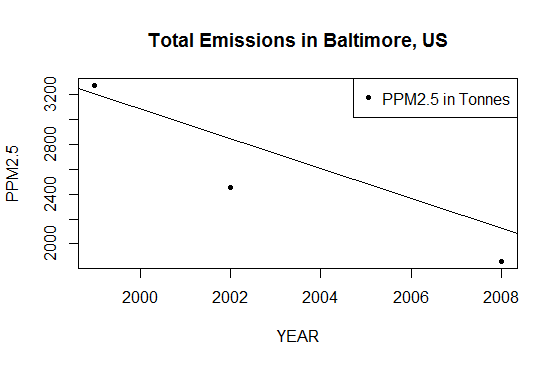 Total Emissions in Baltimore, US
PPM2.5 in Tonnes
3200
2800
2400
2000
PPM2.5
2000 2002 2004 2006 2008
YEAR